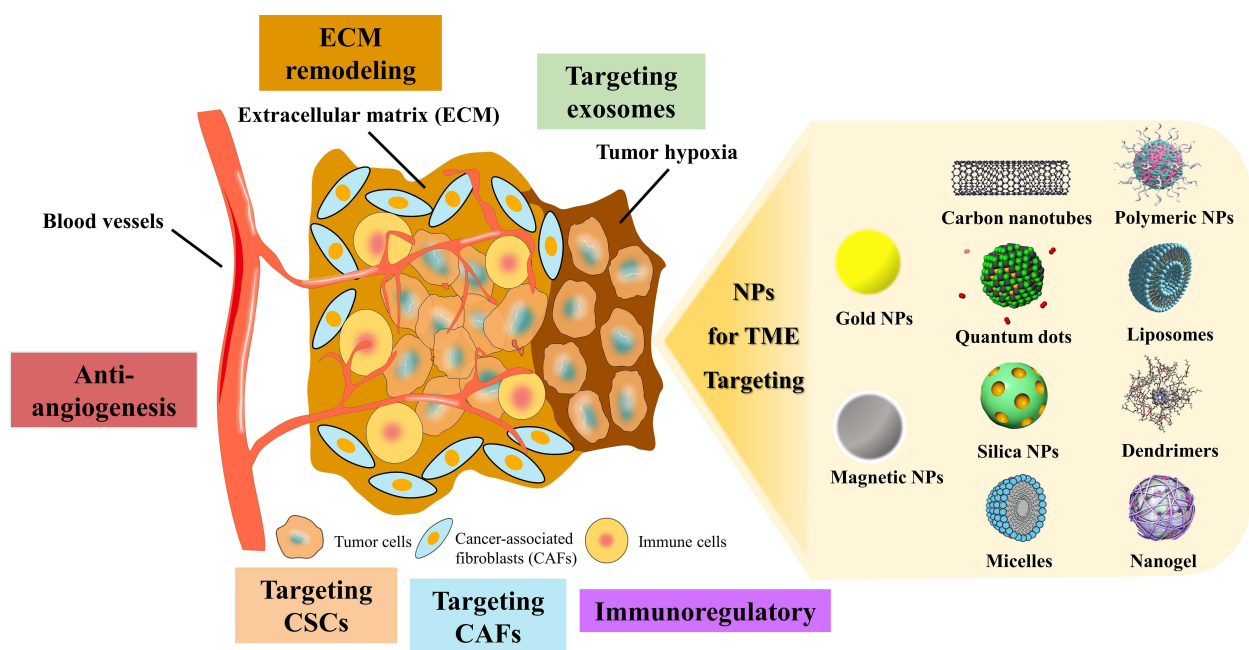 ECM
remodeling
Extracellular matrix (ECM)
Targeting
exosomes
Tumor hypoxia
Blood vessels
Anti-
angiogenesis
Tumor cells
Cancer-associated
fibroblasts (CAFs)
Immune cells
Targeting
CSCs
Targeting
CAFs
Immunoregulatory
NPs
for TME
Targeting
Gold NPs
Magnetic NPs
Carbon nanotubes
Polymeric NPs
Quantum dots
Liposomes
Silica NPs
Dendrimers
Micelles
Nanogel